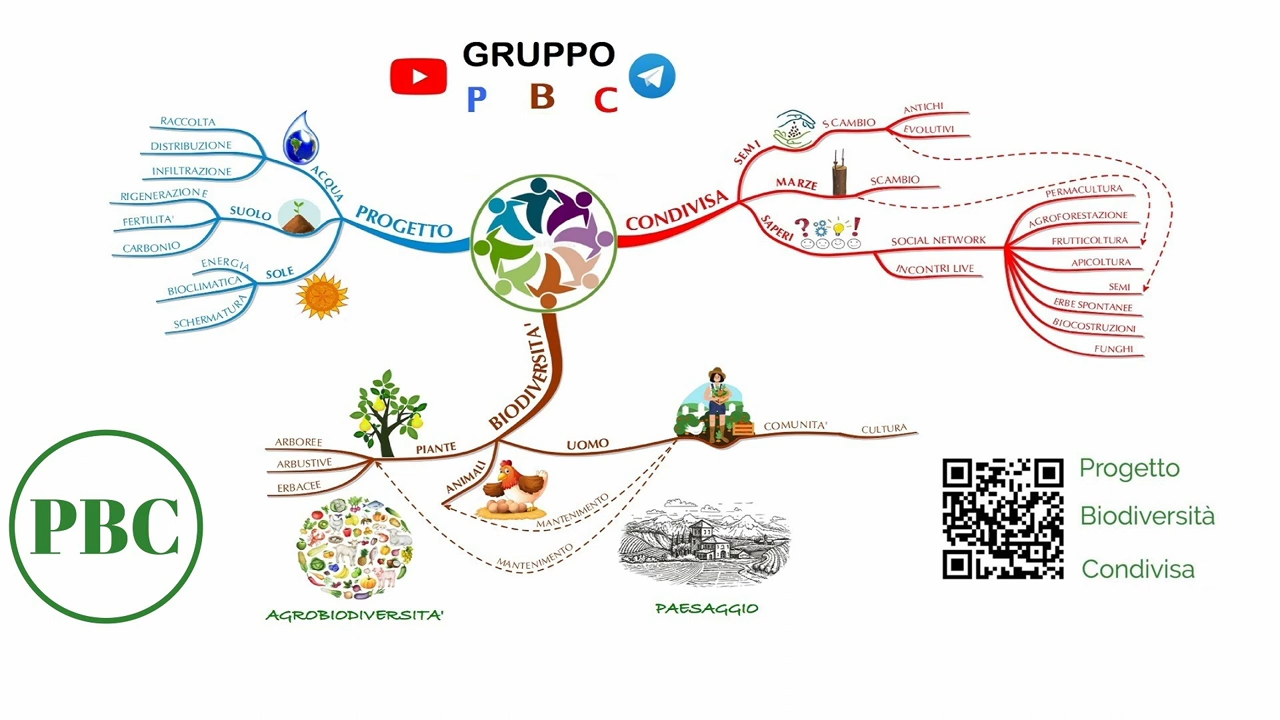 GRUPPO
P B C
PROGETTO
ACQUA
RACCOLTA
DISTRIBUZIONE
INFILTRAZIONE
SUOLO
RIGENERAZIONE
FERTILITA'
CARBONIO
SOLE
ENERGIA
BIOCLIMATICA
SCHERMATURA
CONDIVISA
SEMI
SCAMBIO
ANTICHI
EVOLUTIVI
MARZE
SCAMBIO
SAPERI
? !
SOCIAL NETWORK
INCONTRI LIVE
PERMACULTURA
AGROFORESTAZIONE
FRUTTICOLTURA
APICOLTURA
SEMI
ERBE SPONTANEE
BIOCOSTRUZIONI
FUNGHI
BIODIVERSITA'
PIANTE
ARBOREE
ARBUSTIVE
ERBACEE
ANIMALI
UOMO
COMUNITA'
CULTURA
MANTENIMENTO
MANTENIMENTO
AGROBIODIVERSITA'
PAESAGGIO
PBC
Progetto
Biodiversità
Condivisa